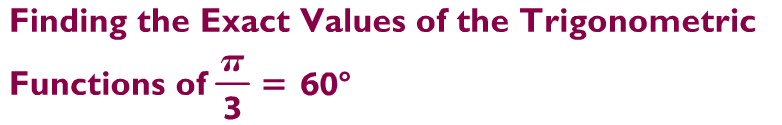 Finding the Exact Values of the Trigonometric
Functions of π/3 = 60°